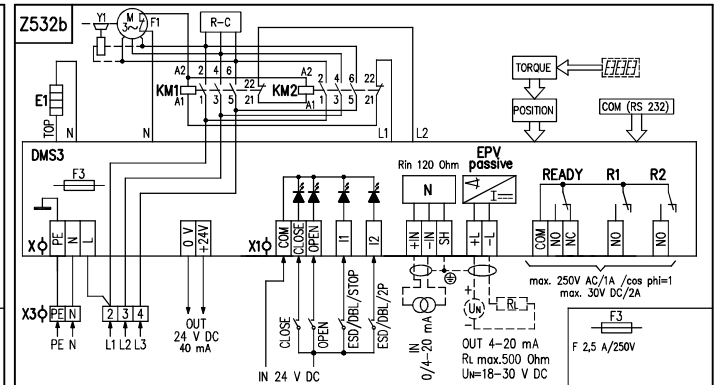 Z532b
Y1
M
3~
F1
R-C
A2
2 4 6
22
KM1
A1
1 3 5
21
A2
2 4 6
22
KM2
A1
1 3 5
21
TORQUE
POSITION
COM (RS 232)
E1
TOP
N
N
L1
L2
DMS3
F3
Rin 120 Ohm
N
EPV
passive
READY
R1
R2
X
PE
N
L
0 V
+24V
X1
COM
CLOSE
OPEN
I1
I2
+IN
-IN
SH
+L
-L
COM
NO
NC
NO
NO
max. 250V AC/1A /cos phi=1
max. 30V DC/2A
X3
PE N
2 3 4
PE N
L1 L2 L3
OUT
24 V DC
40 mA
CLOSE
OPEN
ESD/DBL/STOP
ESD/DBL/2P
IN 24 V DC
IN
0/4-20 mA
+
UN
-
RL
OUT 4-20 mA
RL max.500 Ohm
UN=18-30 V DC
F3
F 2,5 A/250V